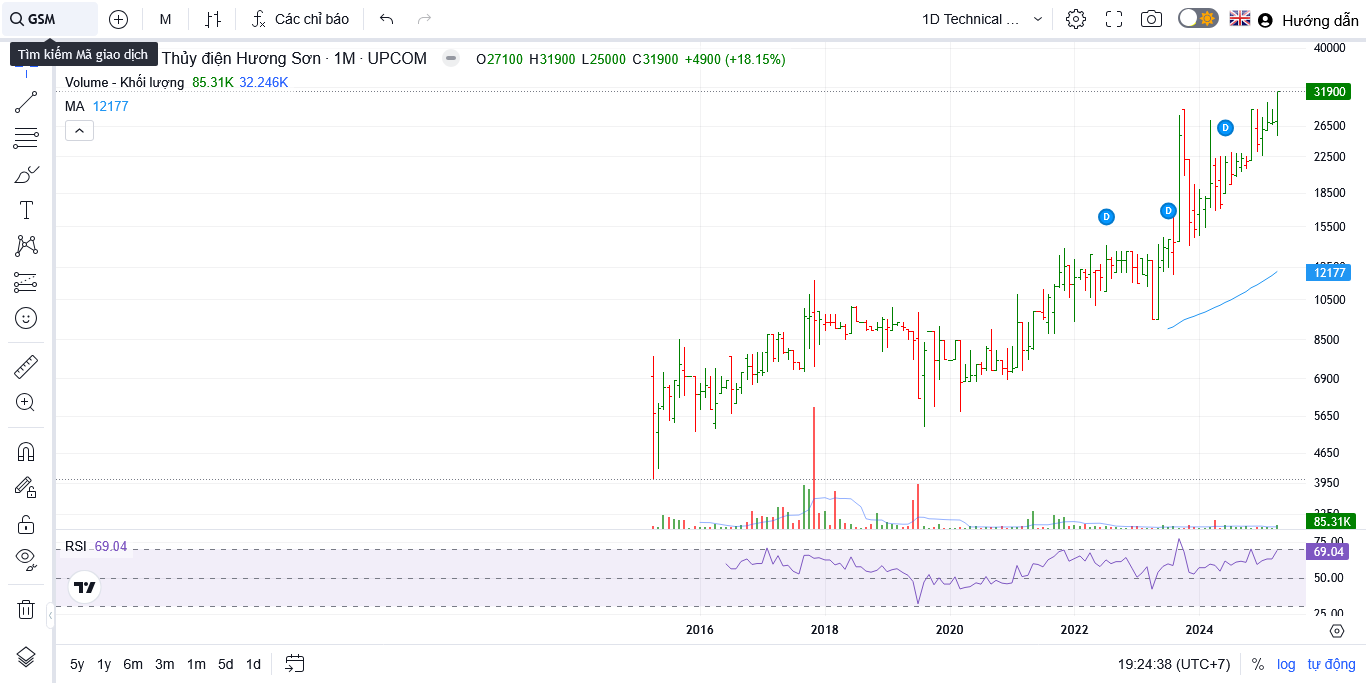 GSM
M
Các chỉ báo
1D Technical ...
Hướng dẫn
Tìm kiếm Mã giao dịch
Thủy điện Hương Sơn · 1M · UPCOM
O27100 H31900 L25000 C31900 +4900 (+18.15%)
Volume - Khối lượng 85.31K 32.246K
MA 12177
40000
31900
26500
22500
18500
15500
12177
10500
8500
6900
5650
4650
3950
85.31K
D
D
D
RSI 69.04
75.00
69.04
50.00
25.00
2016
2018
2020
2022
2024
5y 1y 6m 3m 1m 5d 1d
19:24:38 (UTC+7)
%
log
tự động